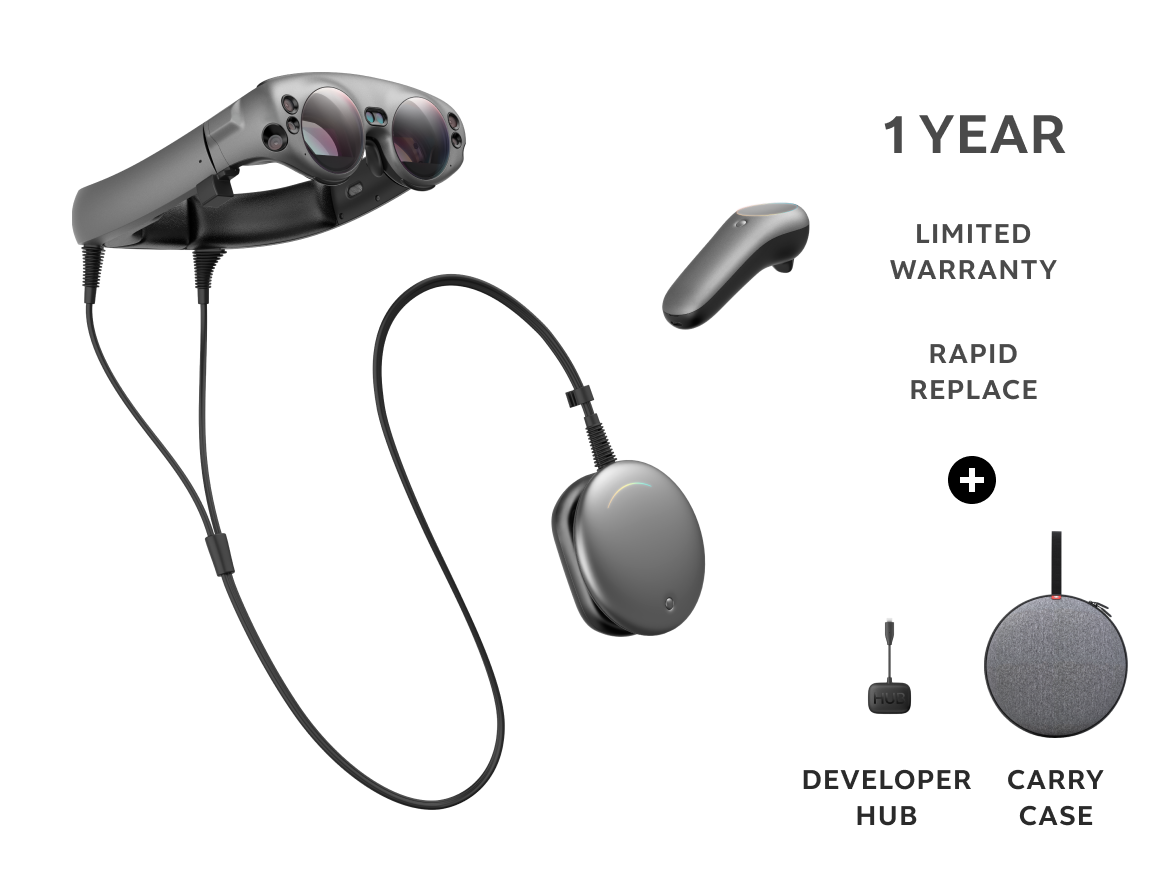 1 YEAR
LIMITED
WARRANTY
RAPID
REPLACE
HUB
DEVELOPER
HUB
CARRY
CASE